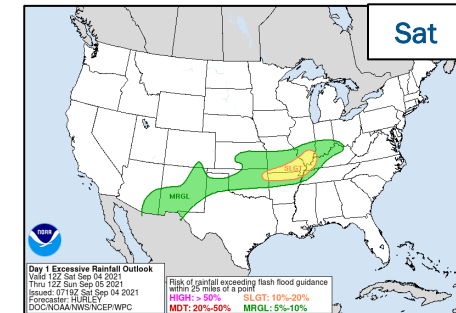 Sat
SLGT
MRGL
NOAA
Day 1 Excessive Rainfall Outlook
Valid 12Z Sat Sep 04 2021
Thru 12Z Sun Sep 05 2021
Issued: 0719Z Sat Sep 04 2021
Forecaster: HURLEY
DOC/NOAA/NWS/NCEP/WPC
Risk of rainfall exceeding flash flood guidance
within 25 miles of a point
HIGH: > 50% SLGT: 10%-20%
MDT: 20%-50% MRGL: 5%-10%